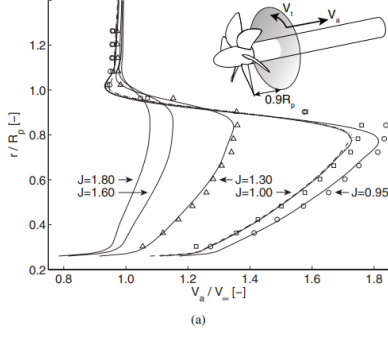 V_t
V_a
0.9R_p
1.2
1.0
0.8
0.6
0.4
0.2
r / R_p [-]
J=1.80
J=1.60
J=1.30
J=1.00
J=0.95
0.8 1.0 1.2 1.4 1.6 1.8
V_a / V_∞ [-]
(a)